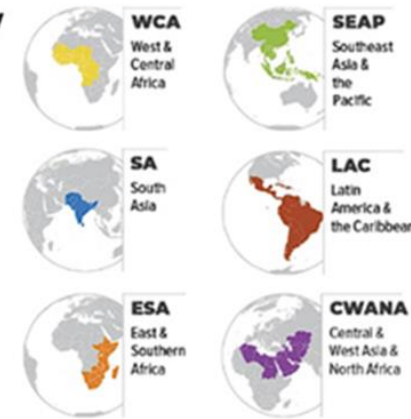 WCA
West &
Central
Africa
SEAP
Southeast
Asia &
the
Pacific
SA
South
Asia
LAC
Latin
America &
the Caribbean
ESA
East &
Southern
Africa
CWANA
Central &
West Asia &
North Africa